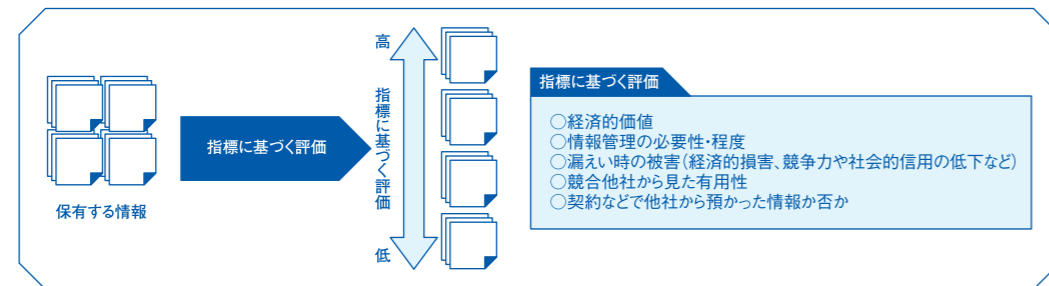 保有する情報
指標に基づく評価
高
指標に基づく評価
低
指標に基づく評価
○経済的価値
○情報管理の必要性・程度
○漏えい時の被害（経済的損害、競争力や社会的信用の低下など）
○競合他社から見た有用性
○契約などで他社から預かった情報か否か